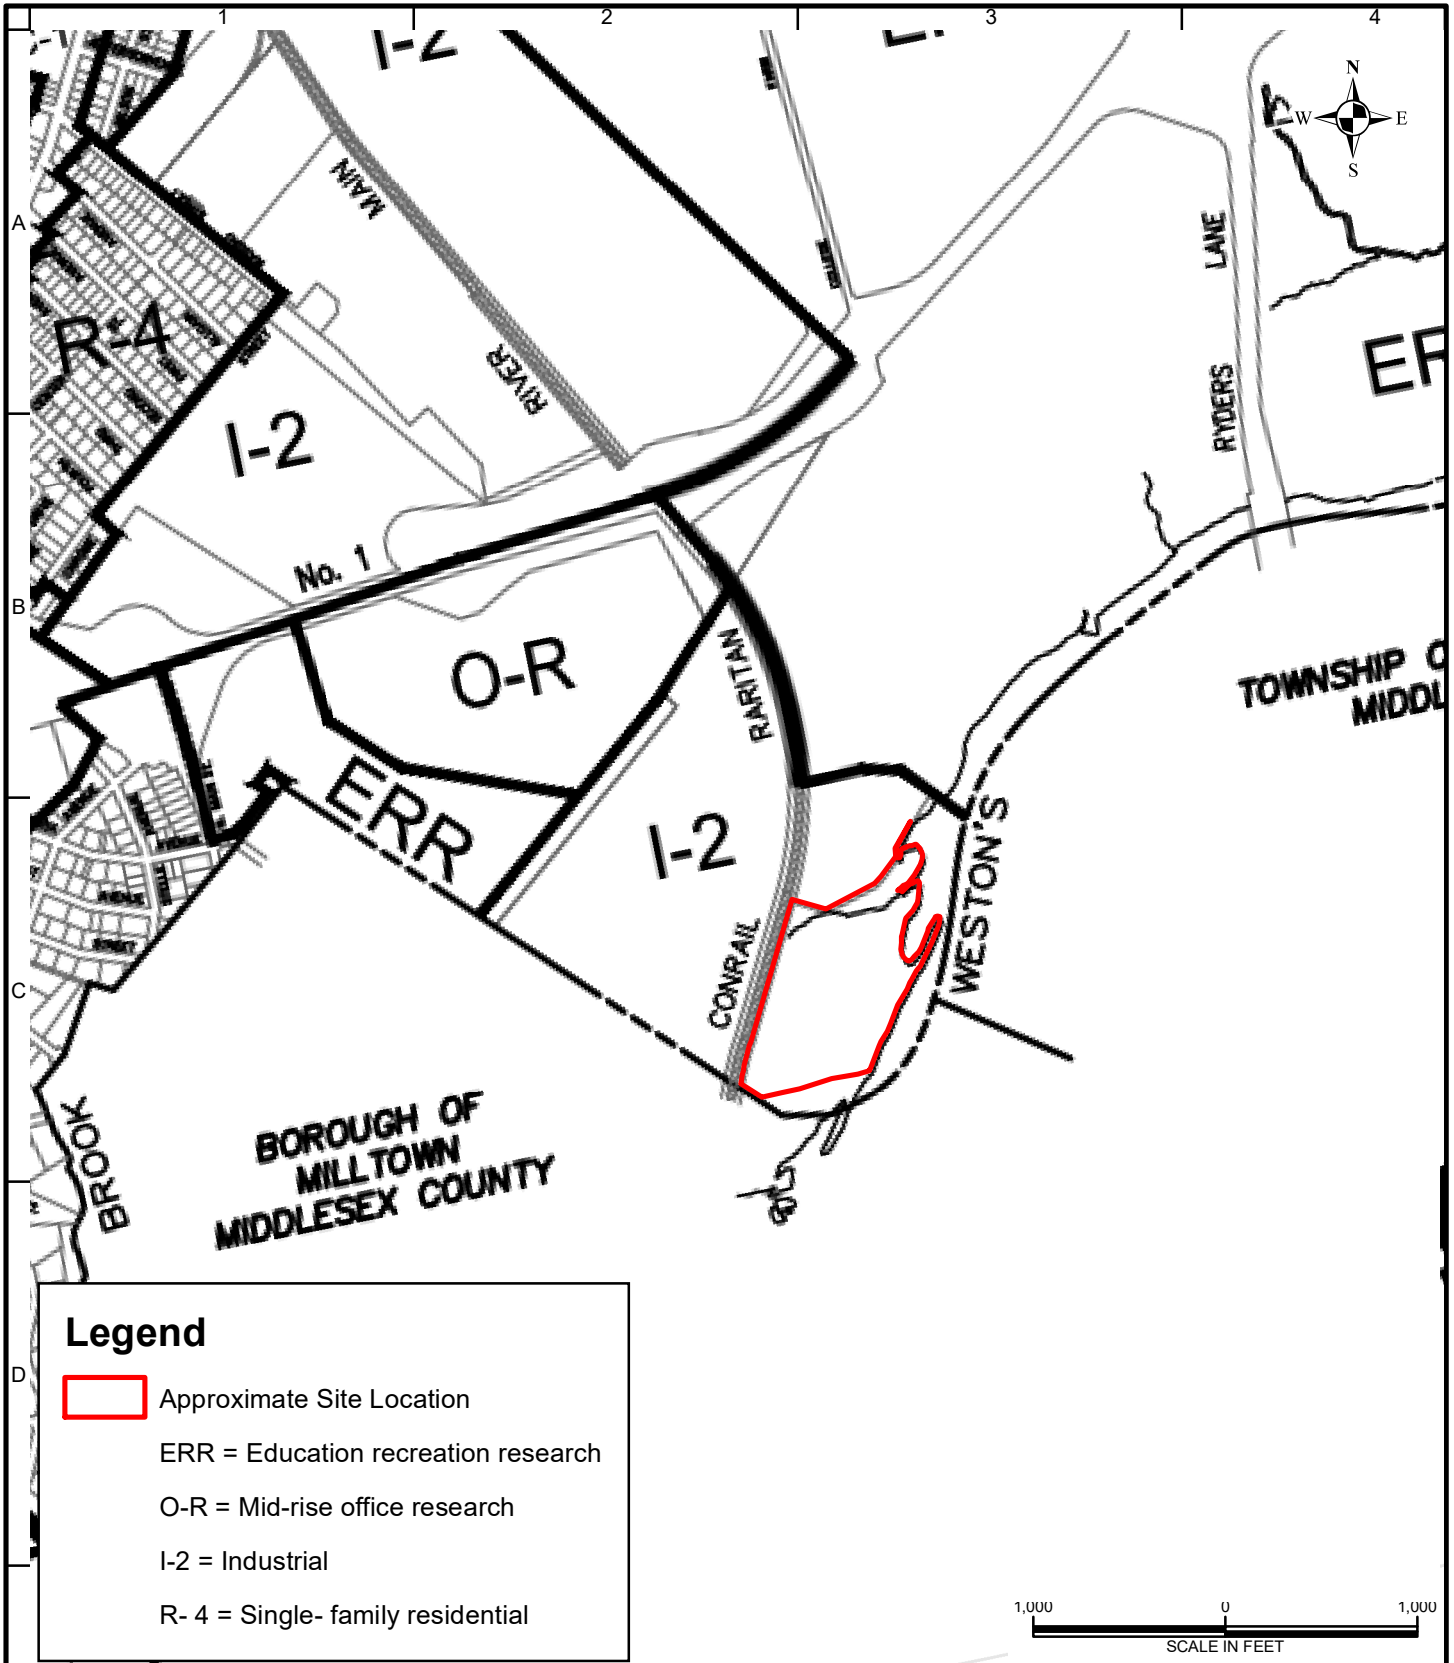 1
2
3
4
A
B
C
D
N
W
E
S
I-2
MAIN
RIVER
LANE
RYDERS
R-4
I-2
No. 1
O-R
RARITAN
ERR
I-2
CONRAIL
WESTON'S
TOWNSHIP
BROOK
AVENUE
STREET
BOROUGH OF
MILLTOWN
MIDDLESEX COUNTY
Legend
Approximate Site Location
ERR = Education recreation research
O-R = Mid-rise office research
I-2 = Industrial
R- 4 = Single- family residential
1,000
0
1,000
SCALE IN FEET